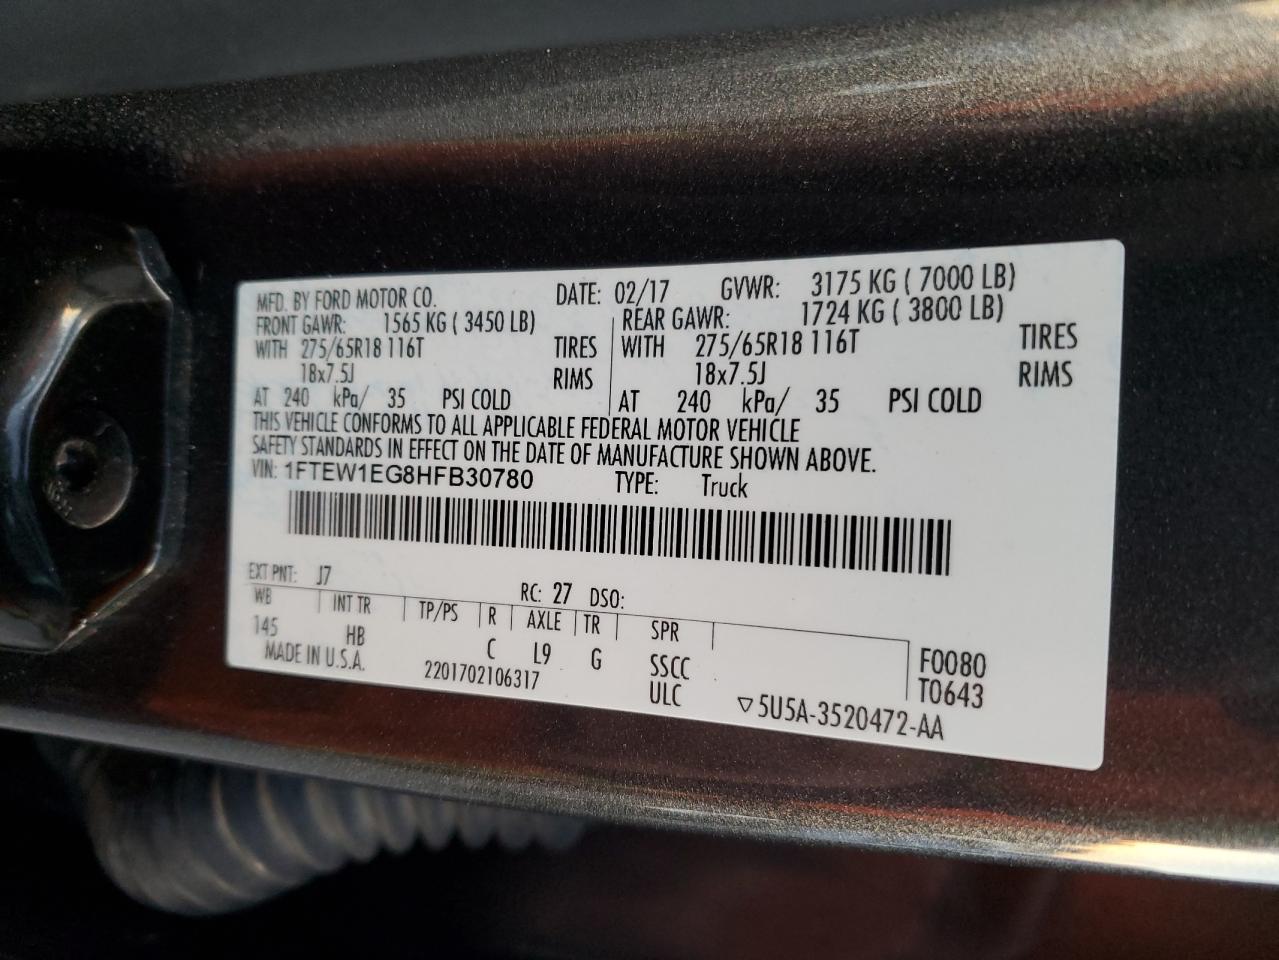 MFD. BY FORD MOTOR CO. DATE: 02/17 GVWR: 3175 KG ( 7000 LB)
FRONT GAWR: 1565 KG ( 3450 LB) REAR GAWR: 1724 KG ( 3800 LB)
WITH 275/65R18 116T TIRES WITH 275/65R18 116T TIRES
18x7.5J RIMS 18x7.5J RIMS
AT 240 kPa/ 35 PSI COLD AT 240 kPa/ 35 PSI COLD
THIS VEHICLE CONFORMS TO ALL APPLICABLE FEDERAL MOTOR VEHICLE
SAFETY STANDARDS IN EFFECT ON THE DATE OF MANUFACTURE SHOWN ABOVE.
VIN: 1FTEW1EG8HFB30780 TYPE: Truck
EXT PNT: J7 RC: 27 DSO:
WB INT TR TP/PS R AXLE TR SPR
145 HB C L9 G SSCC F0080
MADE IN U.S.A. 2201702106317 ULC T0643
▽5U5A-3520472-AA